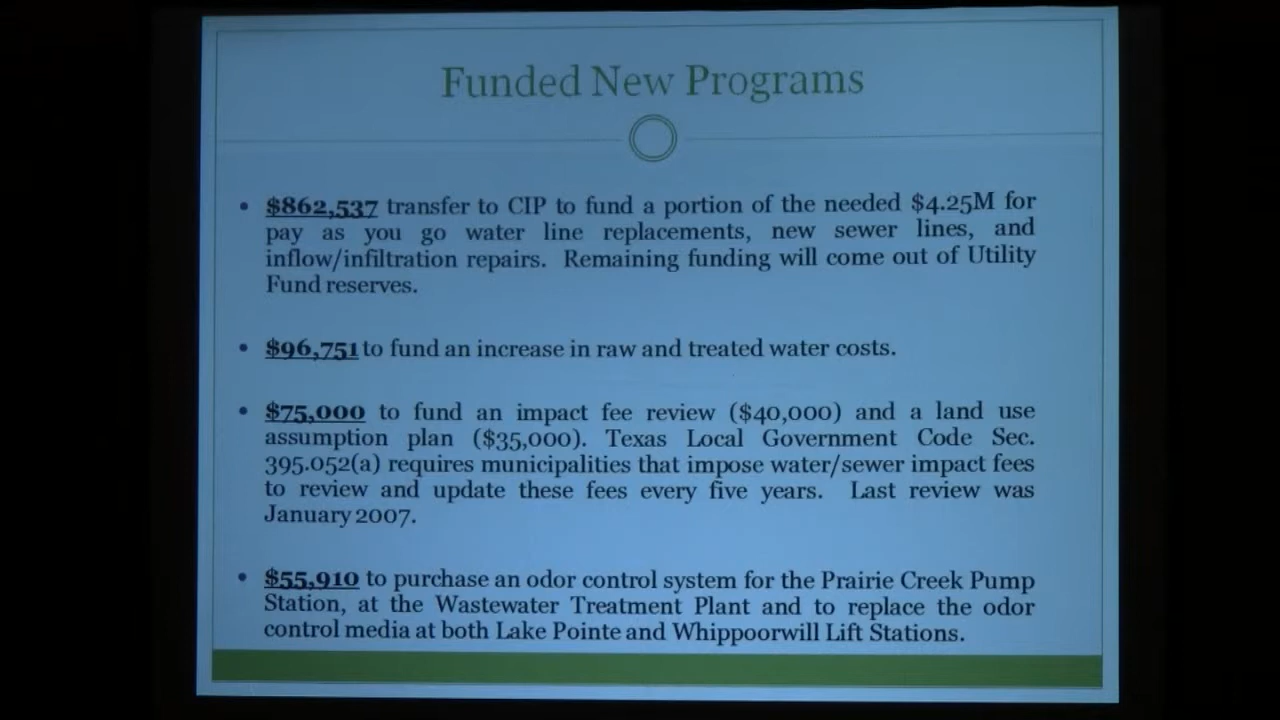 Funded New Programs
• $862,537 transfer to CIP to fund a portion of the needed $4.25M for
pay as you go water line replacements, new sewer lines, and
inflow/infiltration repairs. Remaining funding will come out of Utility
Fund reserves.
• $96,751 to fund an increase in raw and treated water costs.
• $75,000 to fund an impact fee review ($40,000) and a land use
assumption plan ($35,000). Texas Local Government Code Sec.
395.052(a) requires municipalities that impose water/sewer impact fees
to review and update these fees every five years. Last review was
January 2007.
• $55,910 to purchase an odor control system for the Prairie Creek Pump
Station, at the Wastewater Treatment Plant and to replace the odor
control media at both Lake Pointe and Whippoorwill Lift Stations.